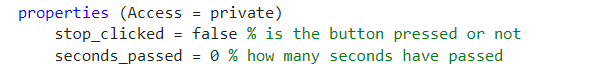 properties (Access = private)
stop_clicked = false % is the button pressed or not
seconds_passed = 0 % how many seconds have passed